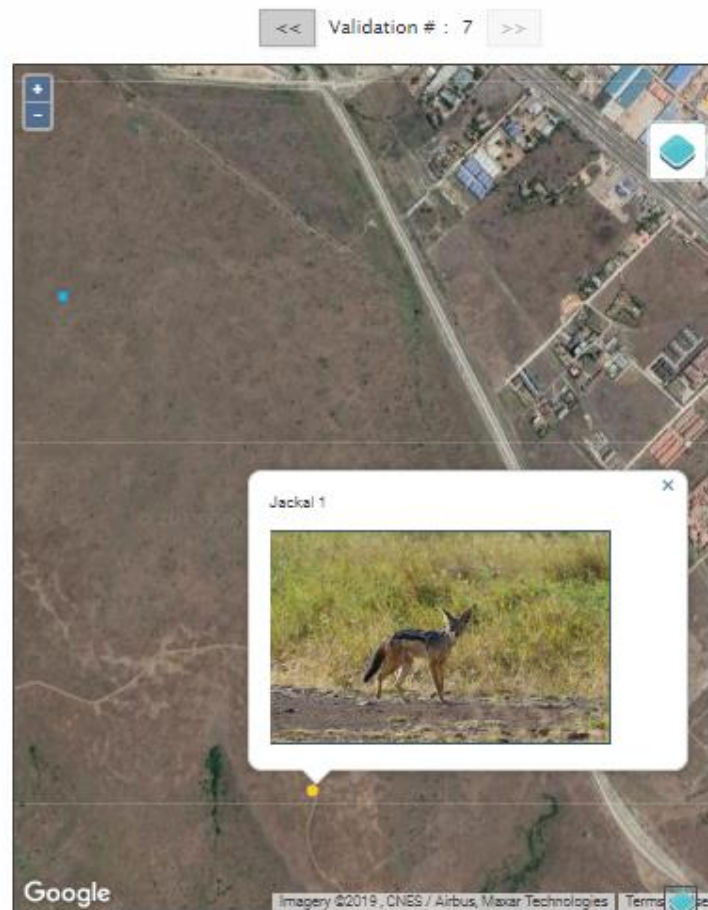 << Validation # : 7 >>
+
−
Jackal 1
×
Google
Imagery ©2019 , CNES / Airbus, Maxar Technologies | Terms